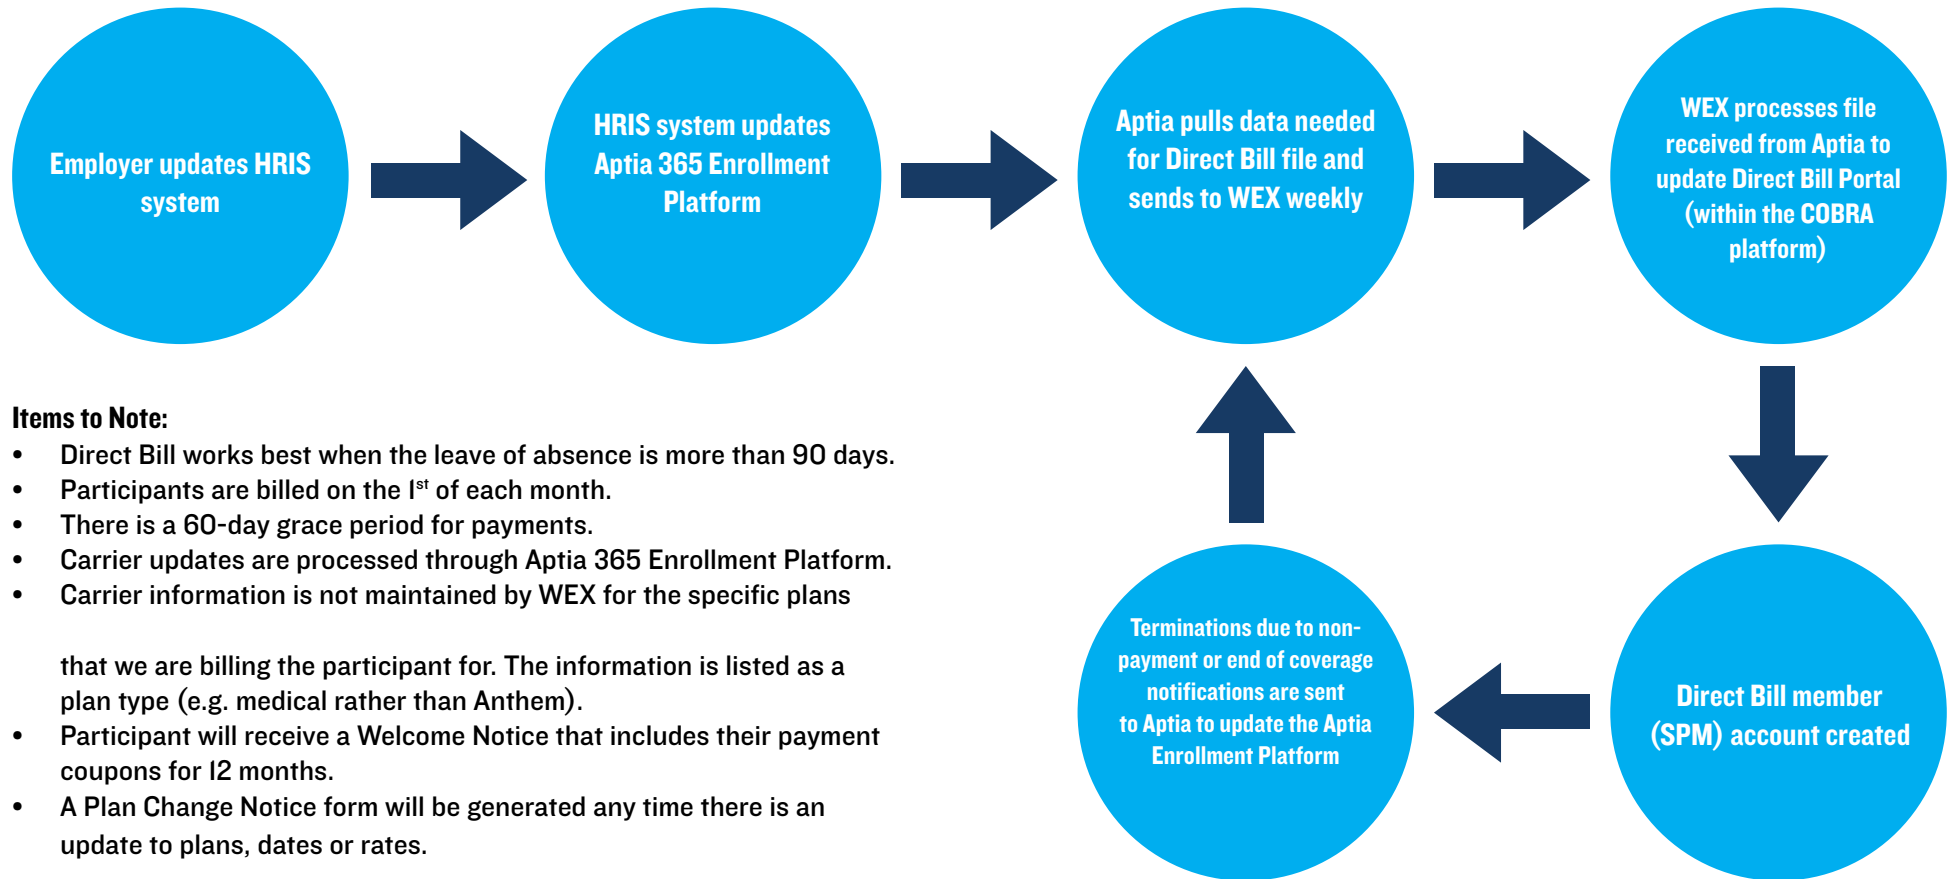 Employer updates HRIS
system
HRIS system updates
Aptia 365 Enrollment
Platform
Aptia pulls data needed
for Direct Bill file and
sends to WEX weekly
WEX processes file
received from Aptia to
update Direct Bill Portal
(within the COBRA
platform)
Direct Bill member
(SPM) account created
Terminations due to non-
payment or end of coverage
notifications are sent
to Aptia to update the Aptia
Enrollment Platform
Items to Note:
• Direct Bill works best when the leave of absence is more than 90 days.
• Participants are billed on the 1st of each month.
• There is a 60-day grace period for payments.
• Carrier updates are processed through Aptia 365 Enrollment Platform.
• Carrier information is not maintained by WEX for the specific plans
that we are billing the participant for. The information is listed as a
plan type (e.g. medical rather than Anthem).
• Participant will receive a Welcome Notice that includes their payment
coupons for 12 months.
• A Plan Change Notice form will be generated any time there is an
update to plans, dates or rates.